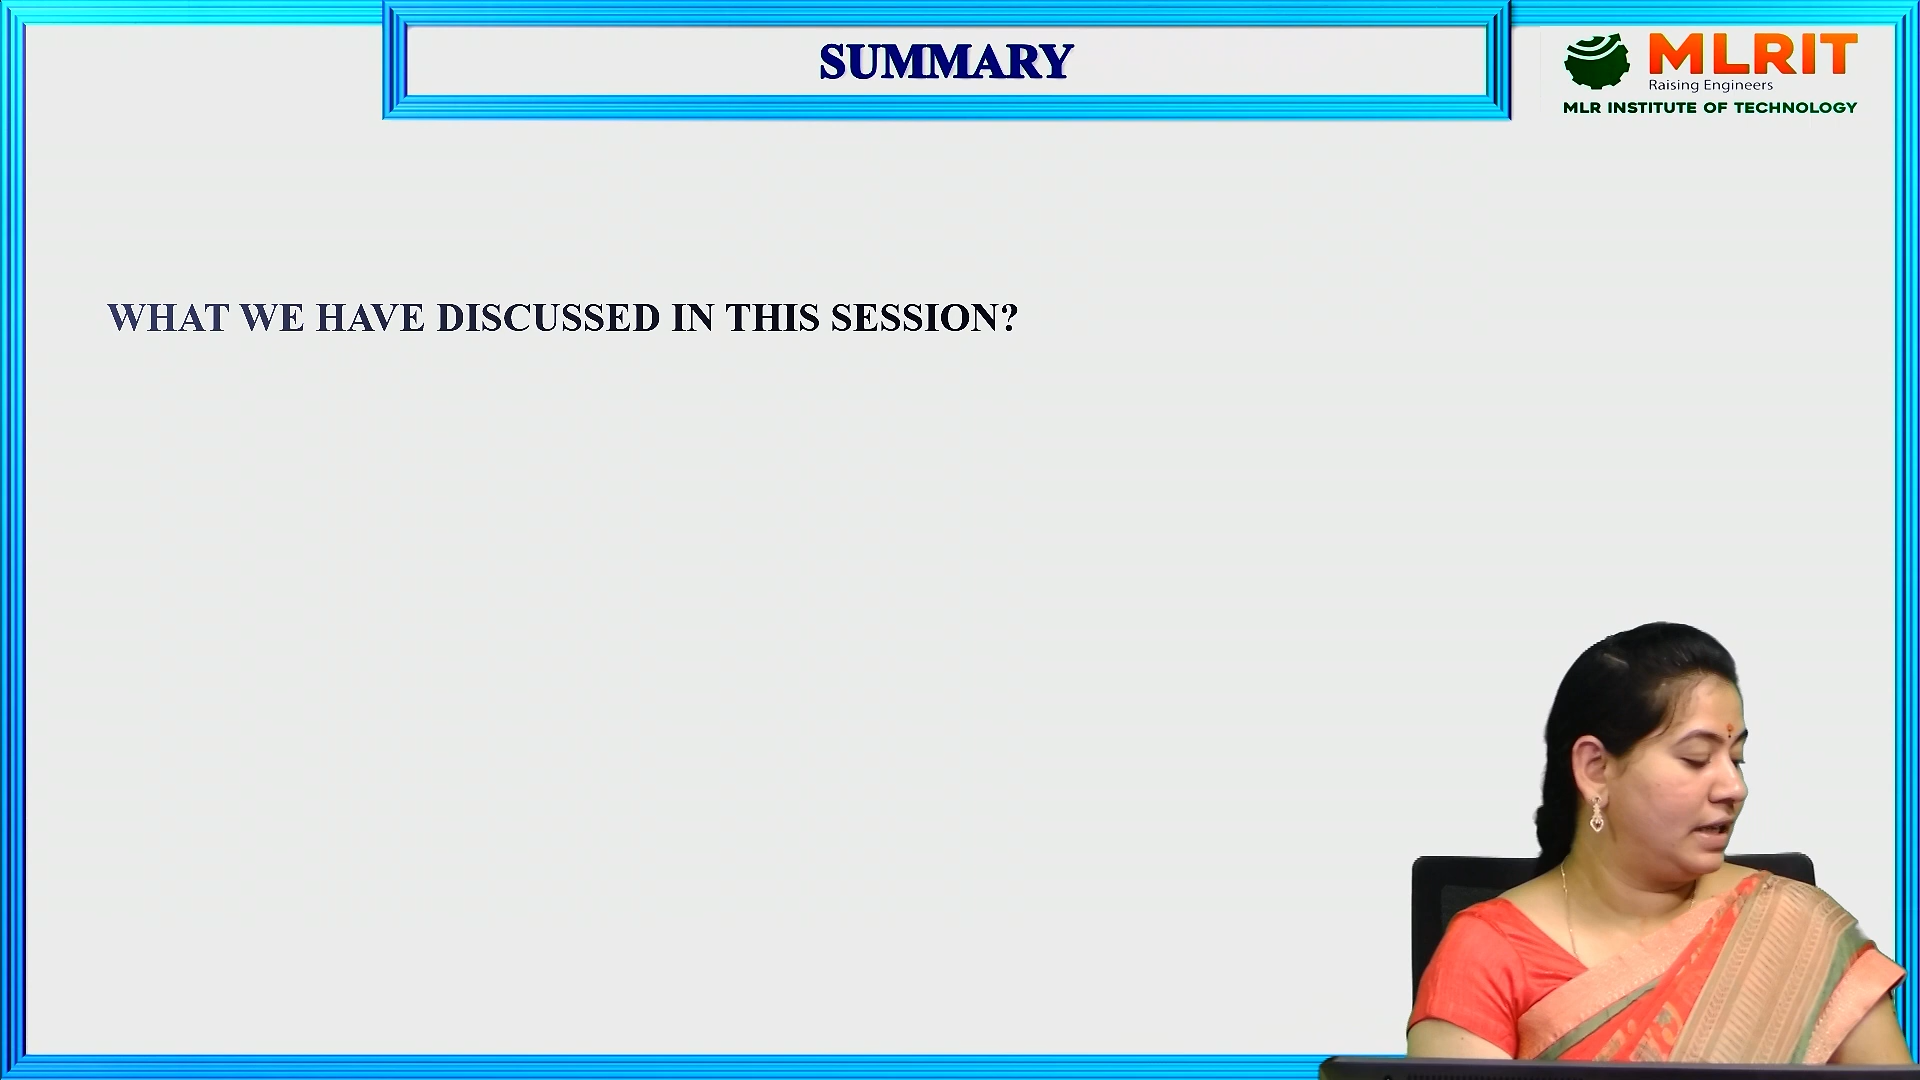 SUMMARY
MLRIT
Raising Engineers
MLR INSTITUTE OF TECHNOLOGY
WHAT WE HAVE DISCUSSED IN THIS SESSION?